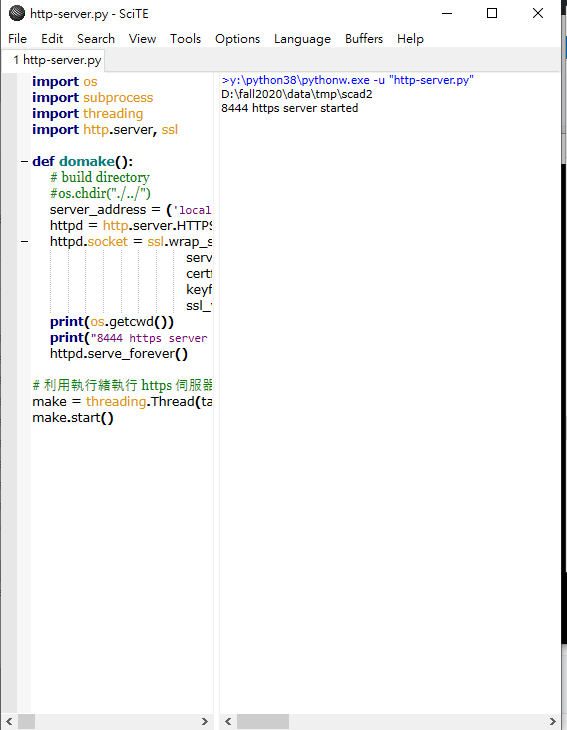 http-server.py - SciTE
File Edit Search View Tools Options Language Buffers Help
1 http-server.py
import os
import subprocess
import threading
import http.server, ssl
def domake():
# build directory
#os.chdir("./../")
server_address = ('local
httpd = http.server.HTTPS
httpd.socket = ssl.wrap_s
serv
certf
keyf
ssl_v
print(os.getcwd())
print("8444 https server
httpd.serve_forever()
# 利用執行緒執行 https 伺服器
make = threading.Thread(ta
make.start()
>y:\python38\pythonw.exe -u "http-server.py"
D:\fall2020\data\tmp\scad2
8444 https server started